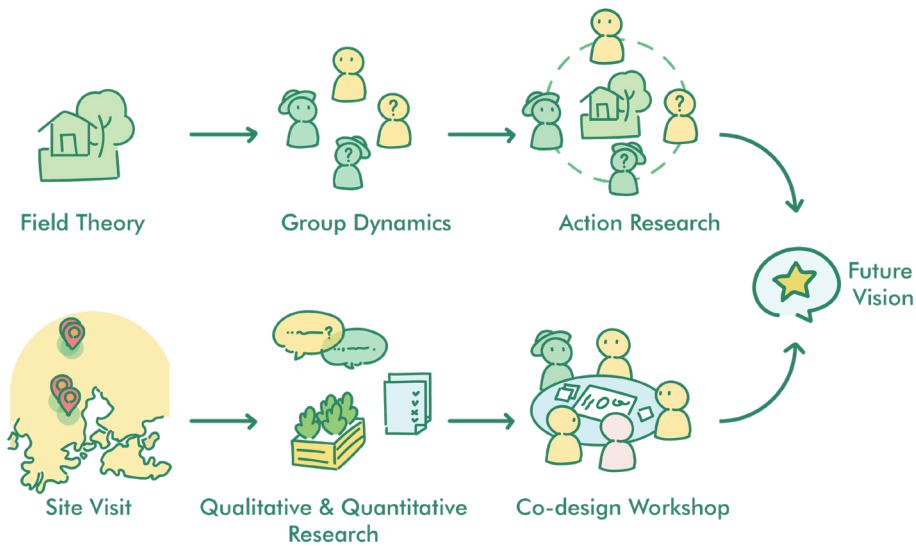 ?
?
?
Field Theory
Group Dynamics
Action Research
Future
Vision
?
Site Visit
Qualitative & Quantitative
Research
Co-design Workshop